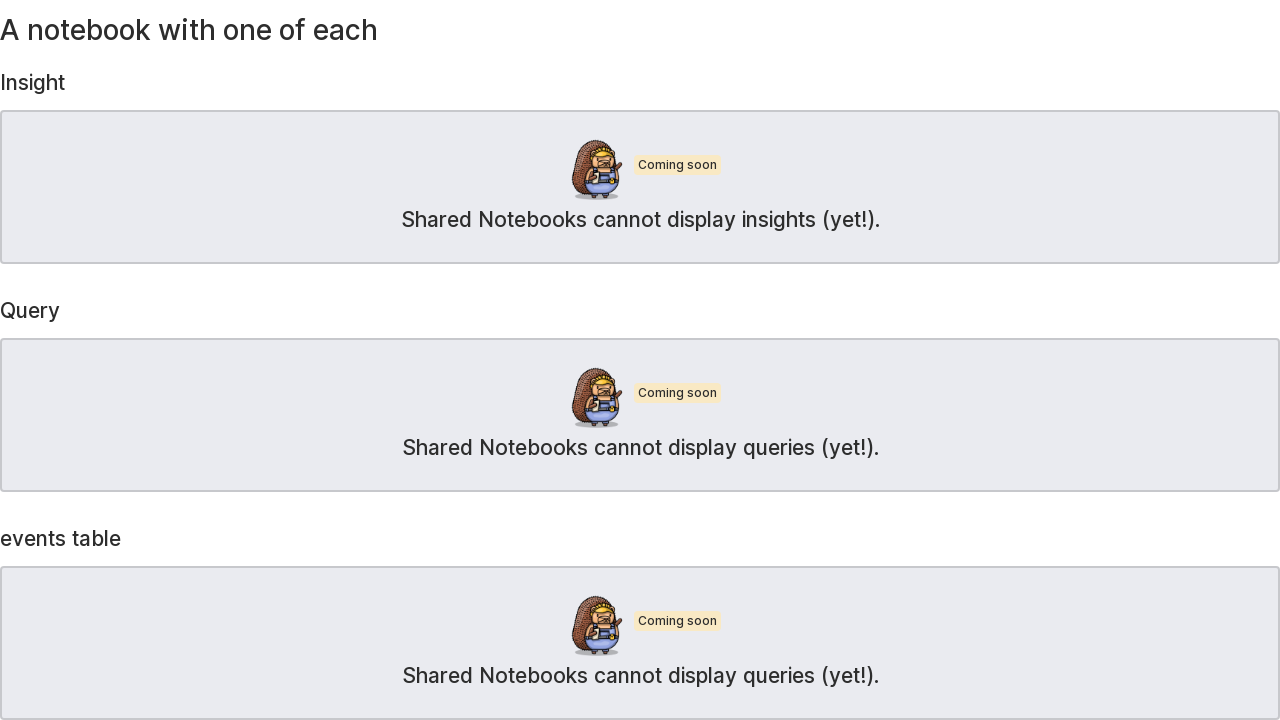 A notebook with one of each
Insight
Coming soon
Shared Notebooks cannot display insights (yet!).
Query
Coming soon
Shared Notebooks cannot display queries (yet!).
events table
Coming soon
Shared Notebooks cannot display queries (yet!).